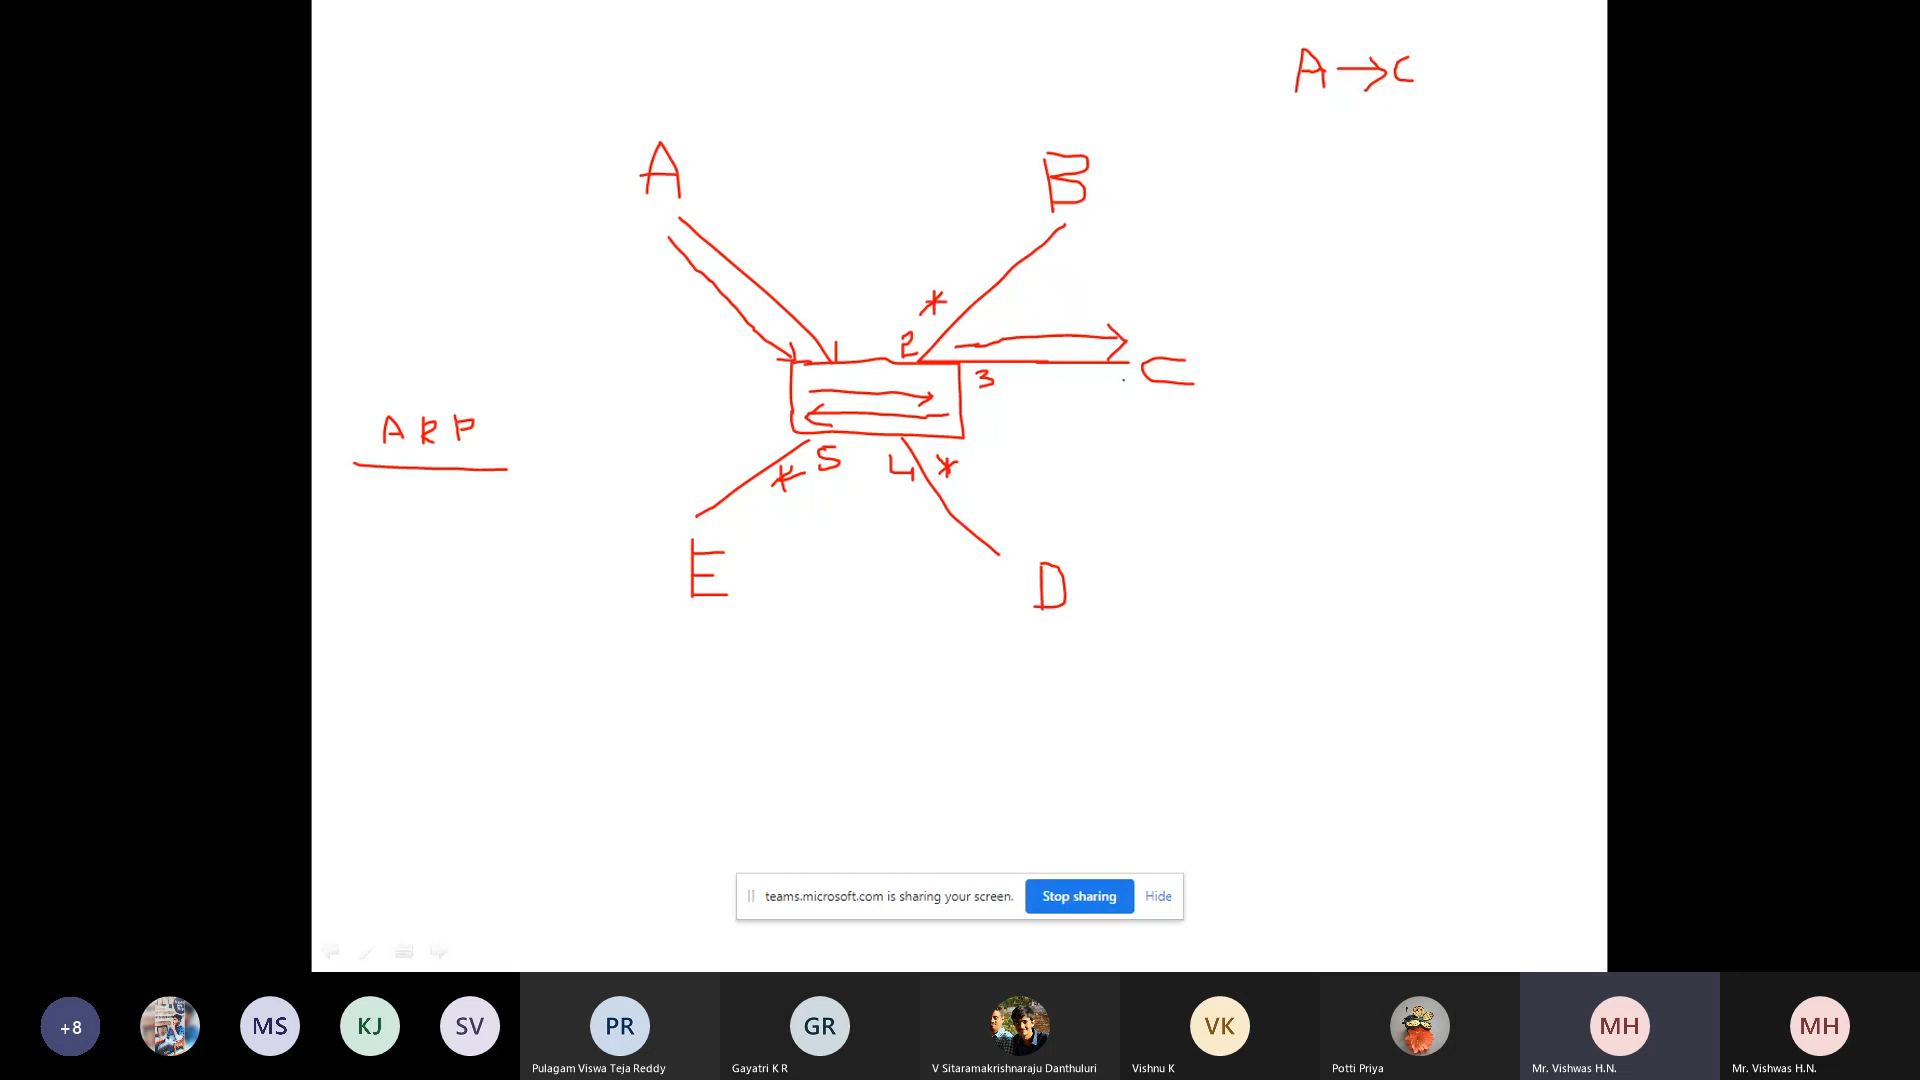 A → C
A
B
*
1
2
3
C
A R P
5
4
*
*
E
D
teams.microsoft.com is sharing your screen.
Stop sharing
Hide
+8
MS
KJ
SV
PR
GR
VK
MH
MH
Pulagam Viswa Teja Reddy
Gayatri K R
V Sitaramakrishnaraju Danthuluri
Vishnu K
Potti Priya
Mr. Vishwas H.N.
Mr. Vishwas H.N.